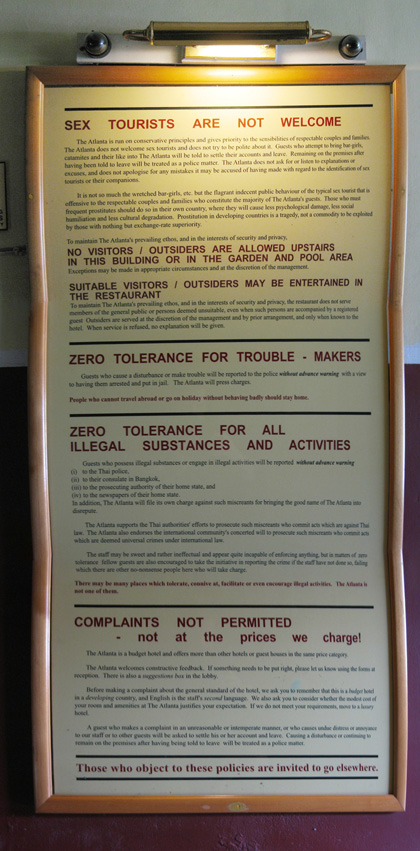 SEX TOURISTS ARE NOT WELCOME
The Atlanta is run on conservative principles and gives priority to the sensibilities of respectable couples and families.
The Atlanta does not welcome sex tourists and does not try to be polite about it. Guests who attempt to bring bar-girls,
catamites and their like into The Atlanta will be told to settle their accounts and leave. Remaining on the premises after
having been told to leave will be treated as a police matter. The Atlanta does not ask for or listen to explanations or
excuses, and does not apologise for any mistakes it may be accused of having made with regard to the identification of sex
tourists or their companions.
It is not so much the wretched bar-girls, etc. but the flagrant indecent public behaviour of the typical sex tourist that is
offensive to the respectable couples and families who constitute the majority of The Atlanta's guests. Those who must
frequent prostitutes should do so in their own country, where they will cause less psychological damage, less social
humiliation and less cultural degradation. Prostitution in developing countries is a tragedy, not a commodity to be exploited
by those with nothing but exchange-rate superiority.
To maintain The Atlanta's prevailing ethos, and in the interests of security and privacy,
NO VISITORS / OUTSIDERS ARE ALLOWED UPSTAIRS
IN THIS BUILDING OR IN THE GARDEN AND POOL AREA
Exceptions may be made in appropriate circumstances and at the discretion of the management.
SUITABLE VISITORS / OUTSIDERS MAY BE ENTERTAINED IN
THE RESTAURANT
To maintain The Atlanta's prevailing ethos, and in the interests of security and privacy, the restaurant does not serve
members of the general public or persons deemed unsuitable, even when such persons are accompanied by a registered
guest. Outsiders are served at the discretion of the management and by prior arrangement, and only when known to the
hotel. When service is refused, no explanation will be given.
ZERO TOLERANCE FOR TROUBLE - MAKERS
Guests who cause a disturbance or make trouble will be reported to the police without advance warning with a view
to having them arrested and put in jail. The Atlanta will press charges.
People who cannot travel abroad or go on holiday without behaving badly should stay home.
ZERO TOLERANCE FOR ALL
ILLEGAL SUBSTANCES AND ACTIVITIES
Guests who possess illegal substances or engage in illegal activities will be reported without advance warning
(i) to the Thai police,
(ii) to their consulate in Bangkok,
(iii) to the prosecuting authority of their home state, and
(iv) to the newspapers of their home state.
In addition, The Atlanta will file its own charge against such miscreants for bringing the good name of The Atlanta into
disrepute.
The Atlanta supports the Thai authorities' efforts to prosecute such miscreants who commit acts which are against Thai
law. The Atlanta also endorses the international community's concerted will to prosecute such miscreants who commit acts
which are deemed universal crimes under international law.
The staff may be sweet and rather ineffectual and appear quite incapable of enforcing anything, but in matters of zero
tolerance fellow guests are also encouraged to take the initiative in reporting the crime if the staff have not done so, failing
which there are other no-nonsense people here who will take charge.
There may be many places which tolerate, connive at, facilitate or even encourage illegal activities. The Atlanta is
not one of them.
COMPLAINTS NOT PERMITTED
- not at the prices we charge!
The Atlanta is a budget hotel and offers more than other hotels or guest houses in the same price category.
The Atlanta welcomes constructive feedback. If something needs to be put right, please let us know using the forms at
reception. There is also a suggestions box in the lobby.
Before making a complaint about the general standard of the hotel, we ask you to remember that this is a budget hotel
in a developing country, and English is the staff's second language. We also ask you to consider whether the modest cost of
your room and amenities at The Atlanta justifies your expectation. If we do not meet your requirements, move to a luxury
hotel.
A guest who makes a complaint in an unreasonable or intemperate manner, or who causes undue distress or annoyance
to our staff or to other guests will be asked to settle his or her account and leave. Causing a disturbance or continuing to
remain on the premises after having been told to leave will be treated as a police matter.
Those who object to these policies are invited to go elsewhere.